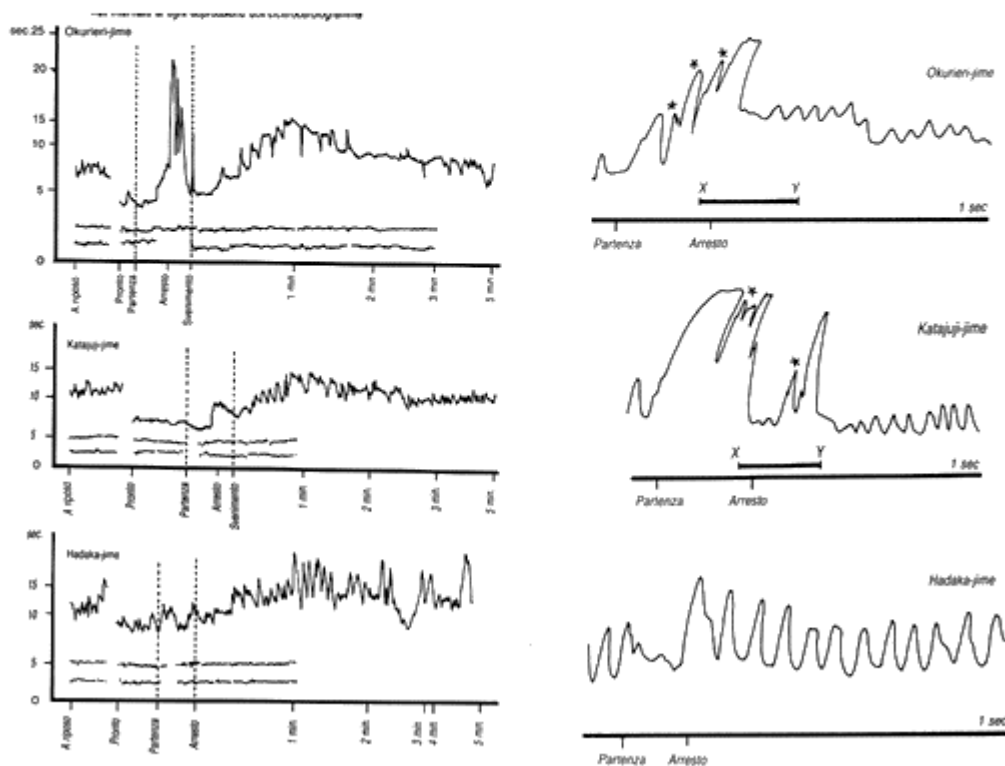 sec.25
Okurieri-jime
20
15
10
5
0
A riposo
Pronto
Partenza
Arresto
Svenimento
1 min
2 min
3 min
5 min
sec
Katajuji-jime
15
10
5
0
A riposo
Pronto
Partenza
Arresto
Svenimento
1 min.
2 min.
3 min.
5 min.
sec.
Hadaka-jime
15
10
5
0
A riposo
Pronto
Partenza
Arresto
1 min.
2 min.
3 min.
4 min.
5 min.
Okurieri-jime
X
Y
1 sec
Partenza
Arresto
Katajuji-jime
X
Y
1 sec
Partenza
Arresto
Hadaka-jime
1 sec
Partenza
Arresto